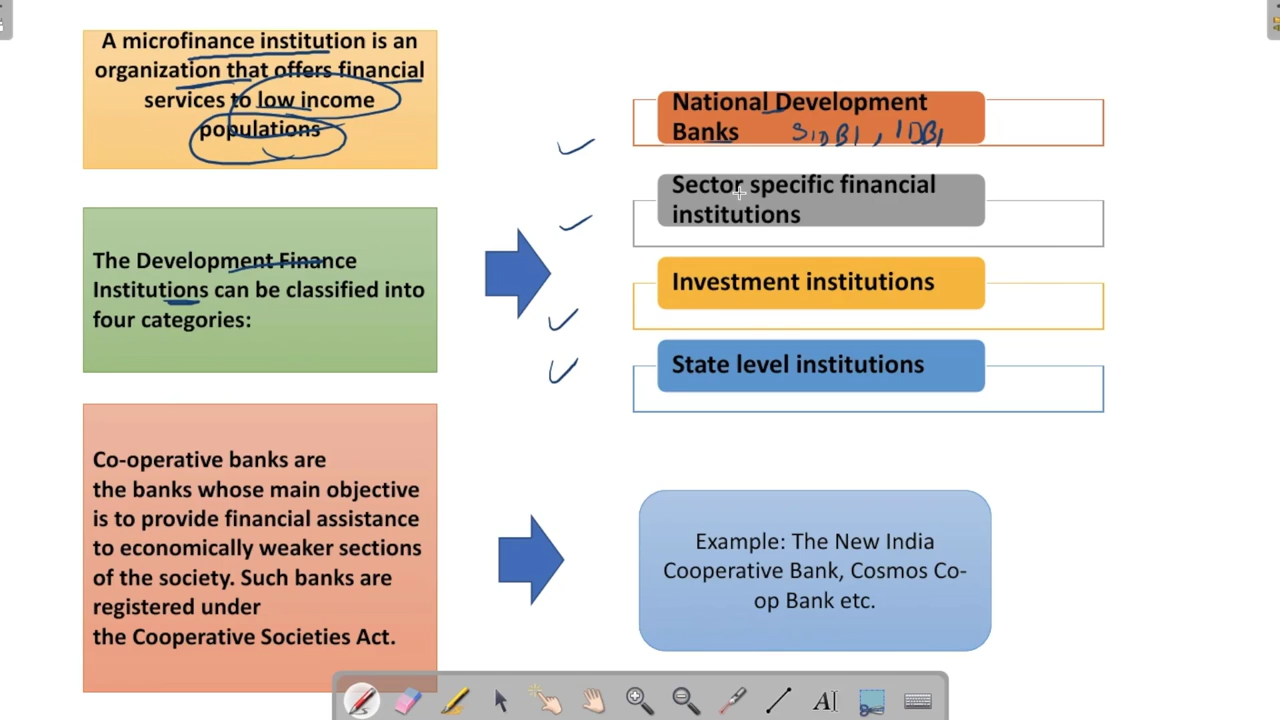 A microfinance institution is an
organization that offers financial
services to low income
populations
The Development Finance
Institutions can be classified into
four categories:
Co-operative banks are
the banks whose main objective
is to provide financial assistance
to economically weaker sections
of the society. Such banks are
registered under
the Cooperative Societies Act.
National Development
Banks SIDBI, IDBI
Sector specific financial
institutions
Investment institutions
State level institutions
Example: The New India
Cooperative Bank, Cosmos Co-
op Bank etc.